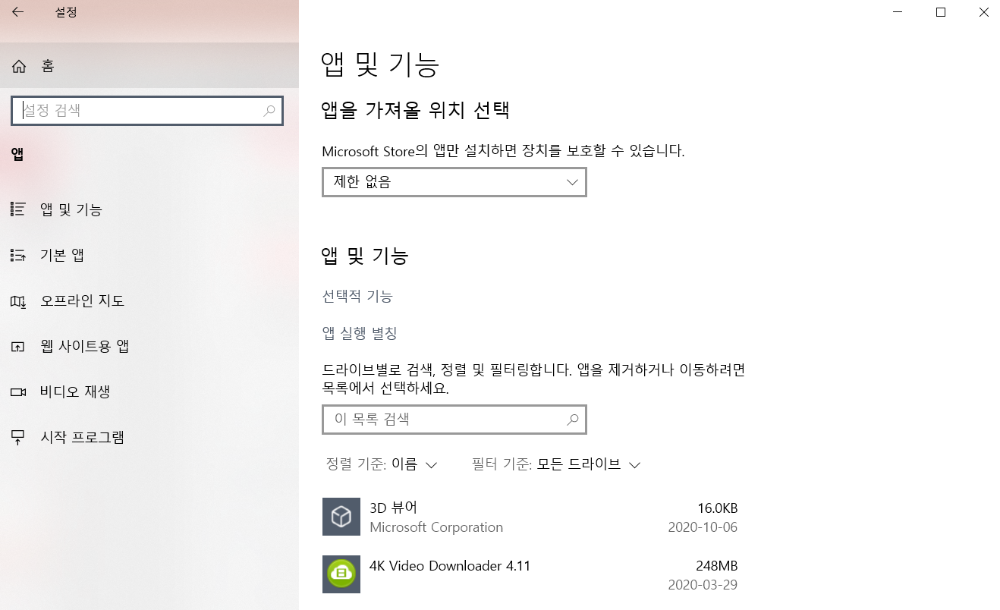 설정
홈
설정 검색
앱
앱 및 기능
기본 앱
오프라인 지도
웹 사이트용 앱
비디오 재생
시작 프로그램
앱 및 기능
앱을 가져올 위치 선택
Microsoft Store의 앱만 설치하면 장치를 보호할 수 있습니다.
제한 없음
앱 및 기능
선택적 기능
앱 실행 별칭
드라이브별로 검색, 정렬 및 필터링합니다. 앱을 제거하거나 이동하려면
목록에서 선택하세요.
이 목록 검색
정렬 기준: 이름 필터 기준: 모든 드라이브
3D 뷰어 16.0KB
Microsoft Corporation 2020-10-06
4K Video Downloader 4.11 248MB
2020-03-29